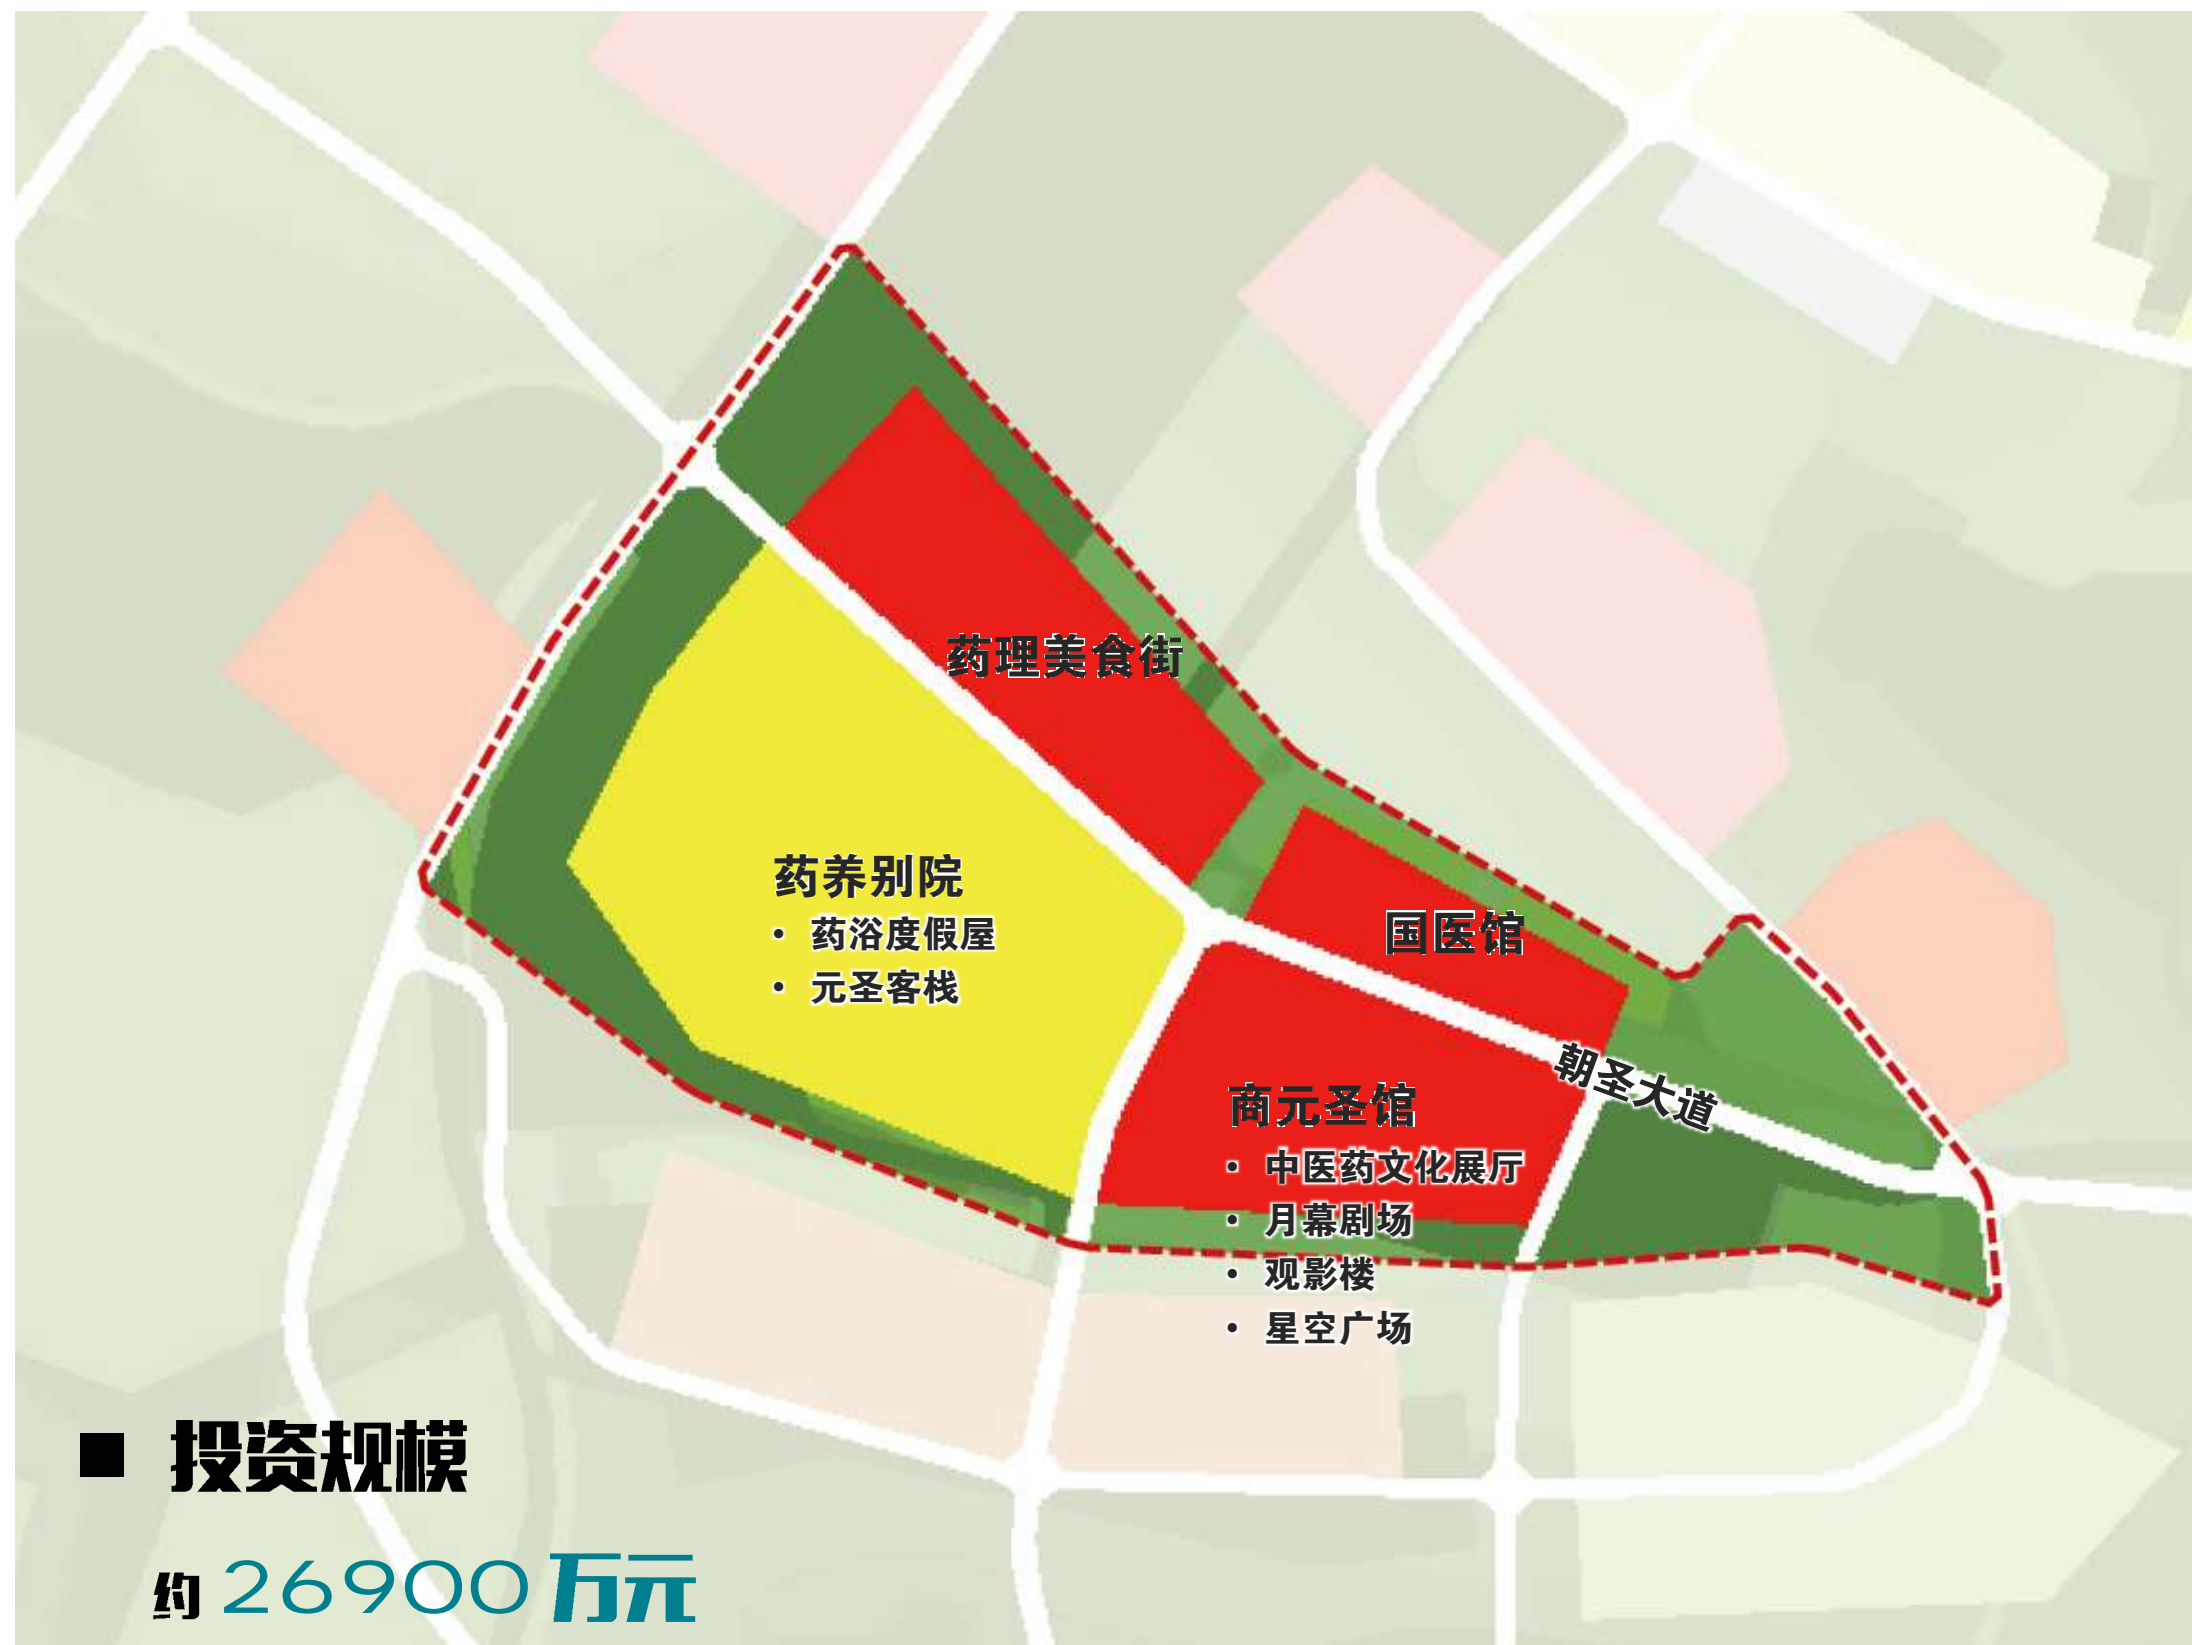 药理美食街
药养别院
• 药浴度假屋
• 元圣客栈
国医馆
朝圣大道
商元圣馆
• 中医药文化展厅
• 月幕剧场
• 观影楼
• 星空广场
■ 投资规模
约 26900 万元